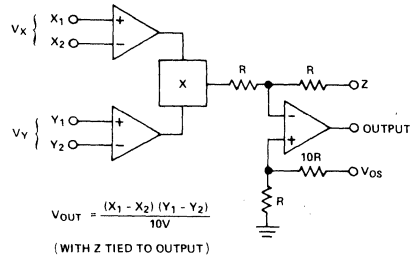 Vx { X1 +
X2 −
X
R
R
Z
Vy { Y1 +
Y2 −
−
+
OUTPUT
10R
VOS
R
VOUT = (X1 - X2) (Y1 - Y2)
10V
(WITH Z TIED TO OUTPUT)